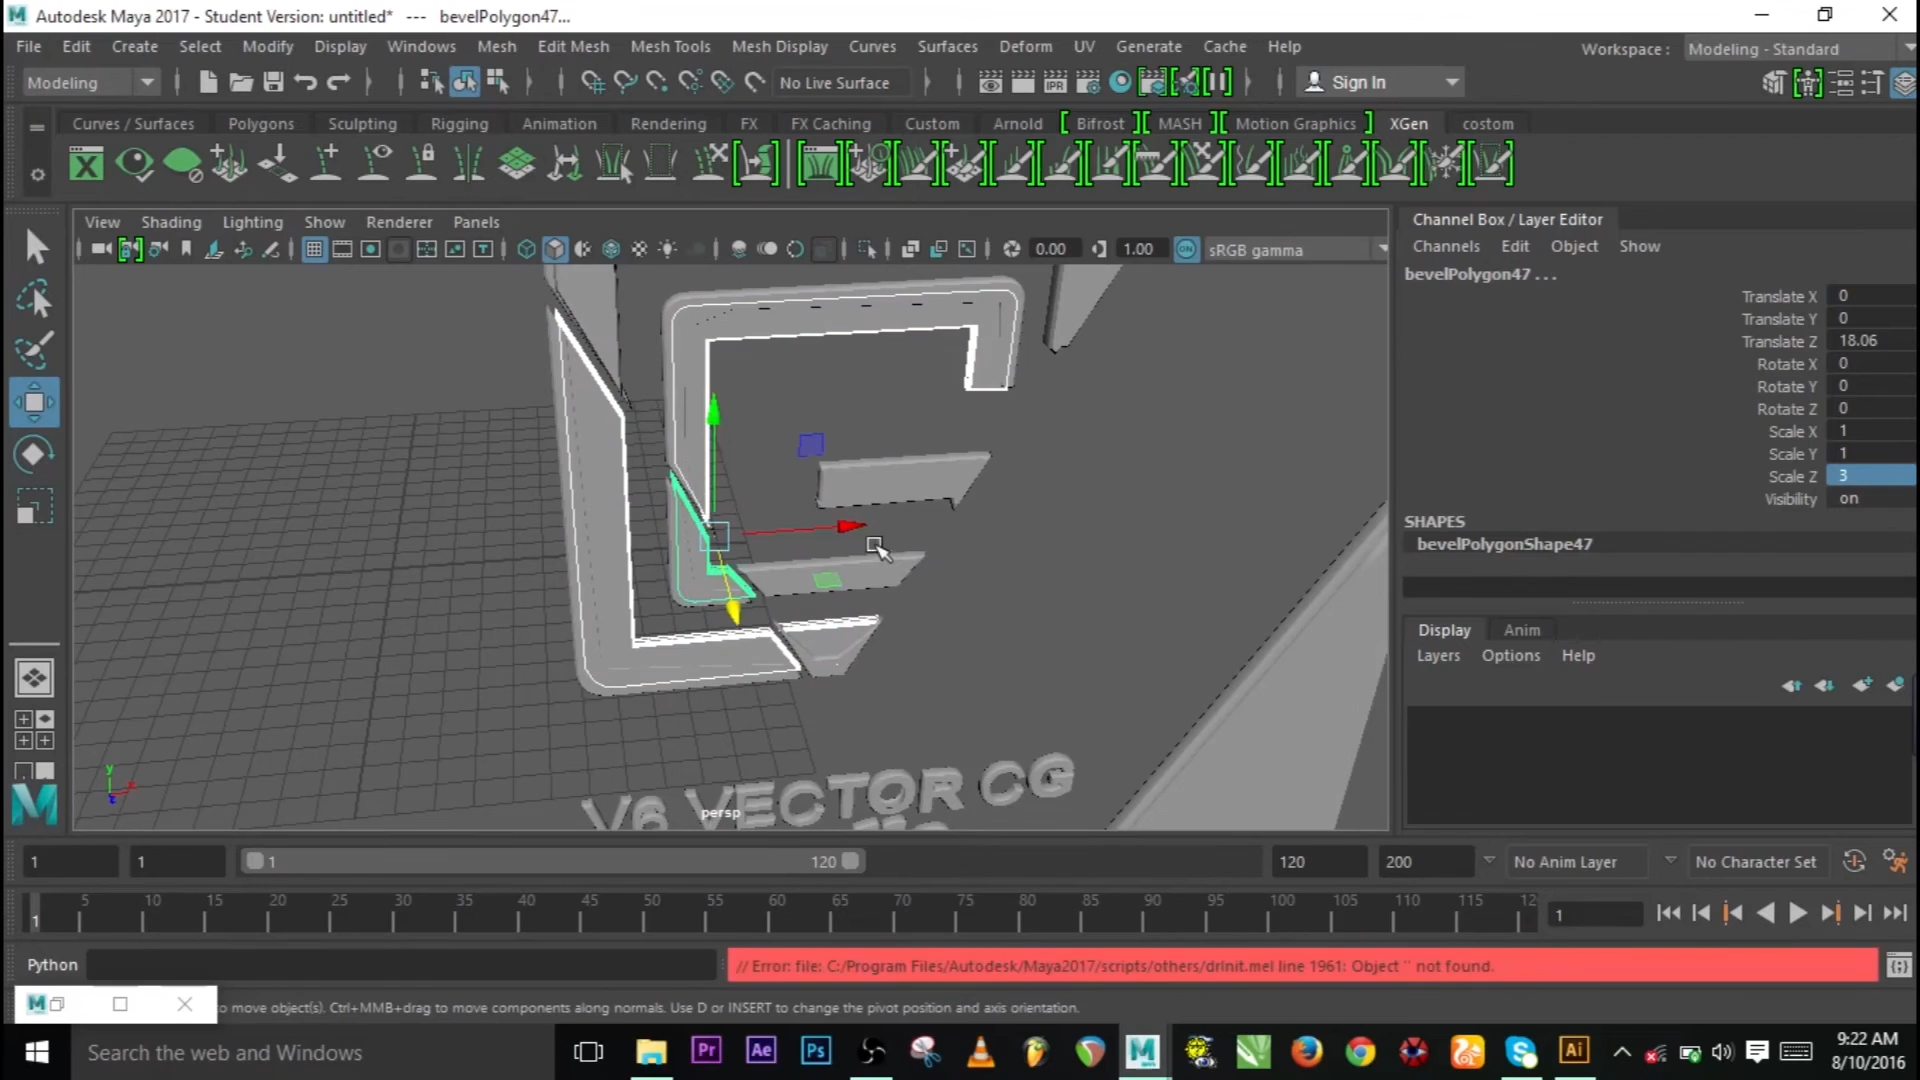 Autodesk Maya 2017 - Student Version: untitled* --- bevelPolygon47...
File Edit Create Select Modify Display Windows Mesh Edit Mesh Mesh Tools Mesh Display Curves Surfaces Deform UV Generate Cache Help Workspace : Modeling - Standard
Modeling No Live Surface IPR Sign In
Curves / Surfaces Polygons Sculpting Rigging Animation Rendering FX FX Caching Custom Arnold Bifrost MASH Motion Graphics XGen costom
View Shading Lighting Show Renderer Panels
0.00 1.00 ON sRGB gamma
Channel Box / Layer Editor
Channels Edit Object Show
bevelPolygon47 . . .
Translate X 0
Translate Y 0
Translate Z 18.06
Rotate X 0
Rotate Y 0
Rotate Z 0
Scale X 1
Scale Y 1
Scale Z 3
Visibility on
SHAPES
bevelPolygonShape47
Display Anim
Layers Options Help
V6 VECTOR CG
persp
y x z
1 1 1 120 120 200 No Anim Layer No Character Set
1 5 10 15 20 25 30 35 40 45 50 55 60 65 70 75 80 85 90 95 100 105 110 115 12 1
Python // Error: file: C:/Program Files/Autodesk/Maya2017/scripts/others/drInit.mel line 1961: Object '' not found.
to move object(s). Ctrl+MMB+drag to move components along normals. Use D or INSERT to change the pivot position and axis orientation.
Search the web and Windows Pr Ae Ps M Ai 9:22 AM
8/10/2016